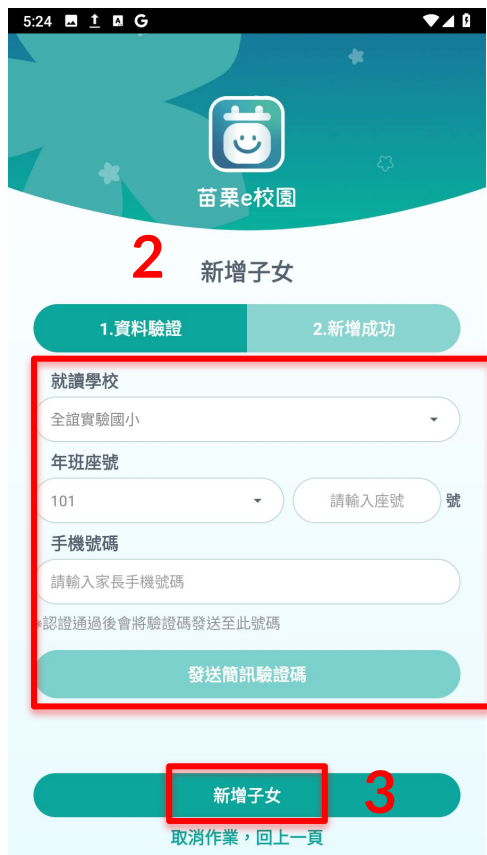 5:24
苗栗e校園
2
新增子女
1.資料驗證 2.新增成功
就讀學校
全誼實驗國小
年班座號
101 請輸入座號 號
手機號碼
請輸入家長手機號碼
*認證通過後會將驗證碼發送至此號碼
發送簡訊驗證碼
新增子女 3
取消作業，回上一頁